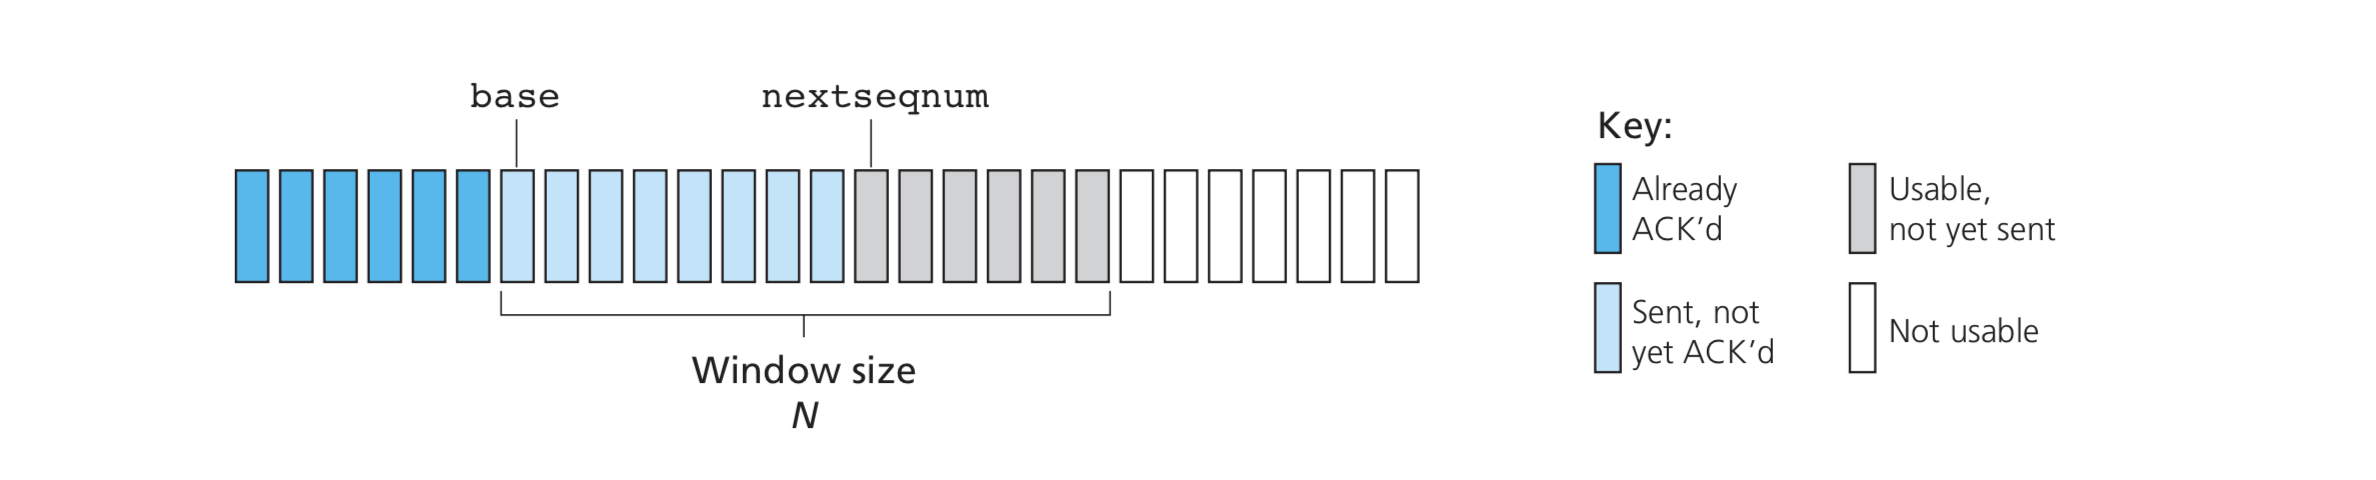 base
nextseqnum
Window size
N
Key:
Already
ACK’d
Usable,
not yet sent
Sent, not
yet ACK’d
Not usable